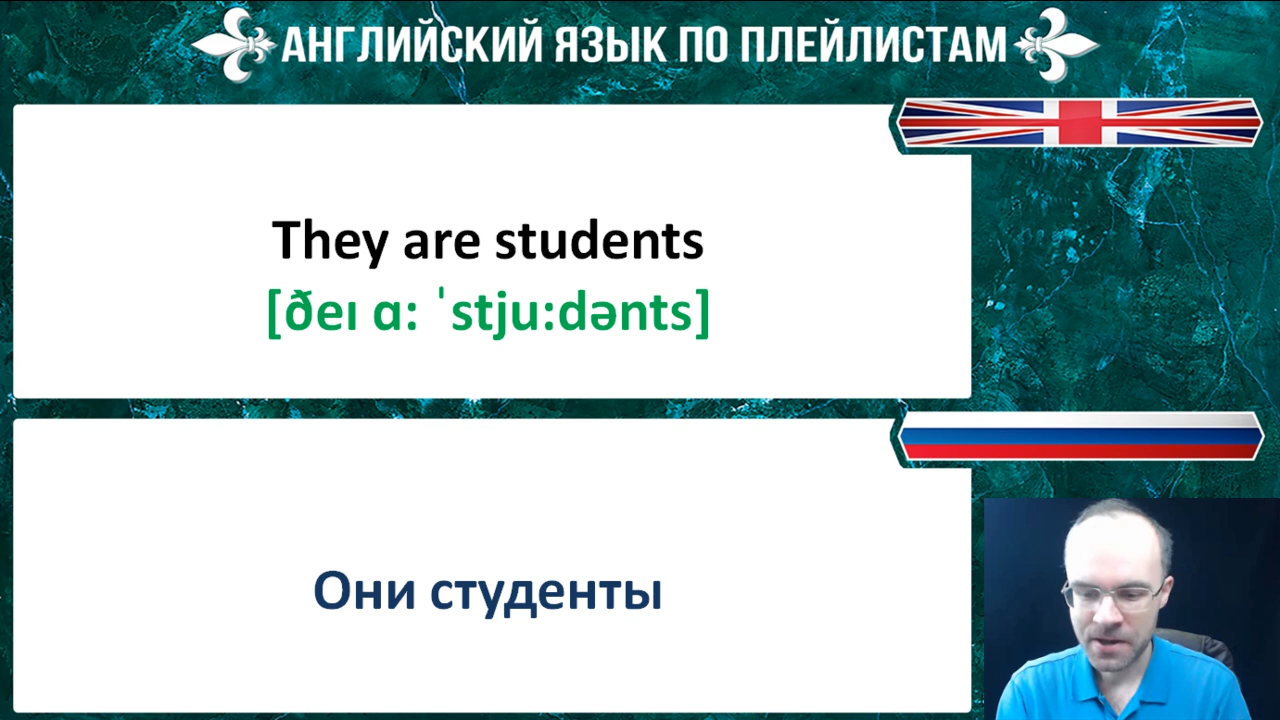 АНГЛИЙСКИЙ ЯЗЫК ПО ПЛЕЙЛИСТАМ
They are students
[ðeɪ ɑ: ˈstju:dənts]
Они студенты